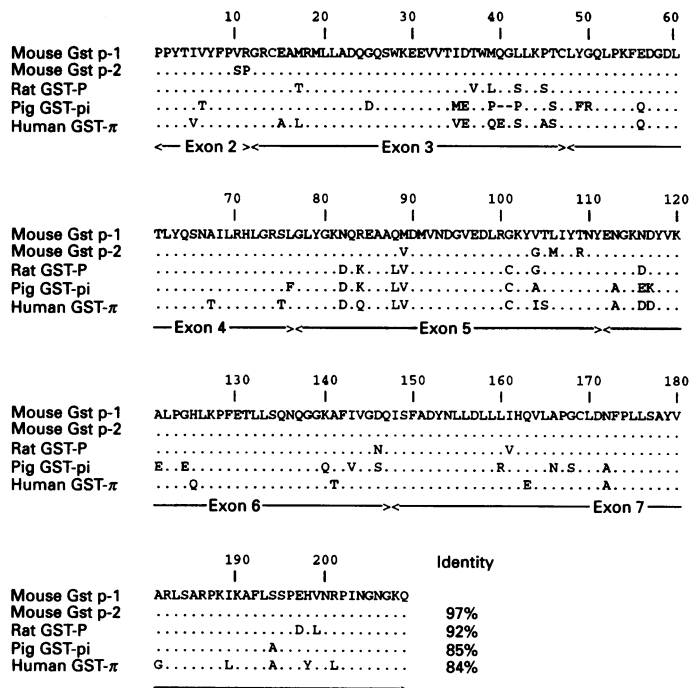 10 20 30 40 50 60
Mouse Gst p-1 PPYTIVYFPVRGRCEAMRMLLADQGQSWKEEVVTIDTWMQGLLKPTCLYGQLPKFEDGDL
Mouse Gst p-2 .........SP.................................................
Rat GST-P ................T...................V.L..S..S...............
Pig GST-pi .....T..................D.........ME..P--P...S..FR.....Q....
Human GST-π ....V.........A.L.................VE..QE.S..AS.........Q....
<— Exon 2 —><——— Exon 3 ———><———
70 80 90 100 110 120
Mouse Gst p-1 TLYQSNAILRHLGRSLGLYGKNQREAAQMDMVNDGVEDLRGKYVTLIYTNYENGKNDYVK
Mouse Gst p-2 ............................V..............G.M..R...........
Rat GST-P .....................D.K...LV...........C..G...........D....
Pig GST-pi ...............F.....D.K...LV...........C..A........A..EK...
Human GST-π ......T.......T......D.Q...LV...........C..IS.......A..DD...
— Exon 4 —><——— Exon 5 ———><———
130 140 150 160 170 180
Mouse Gst p-1 ALPGHLKPFETLLSQNQGGKAFIVGDQISFADYNLLDLLLIHQVLAPGCLDNFPLLSAYV
Mouse Gst p-2 ............................................................
Rat GST-P .........................N..............V...................
Pig GST-pi E..E...............Q..V..S.............R.....N.S...A........
Human GST-π ....Q...............T.....................E........A........
——— Exon 6 ———><——— Exon 7 —
190 200 Identity
Mouse Gst p-1 ARLSARPKIKAFLSSPEHVNRPINGNGKQ
Mouse Gst p-2 ............................. 97%
Rat GST-P ................D.L.......... 92%
Pig GST-pi .............A............... 85%
Human GST-π G.......L....A...Y..L........ 84%